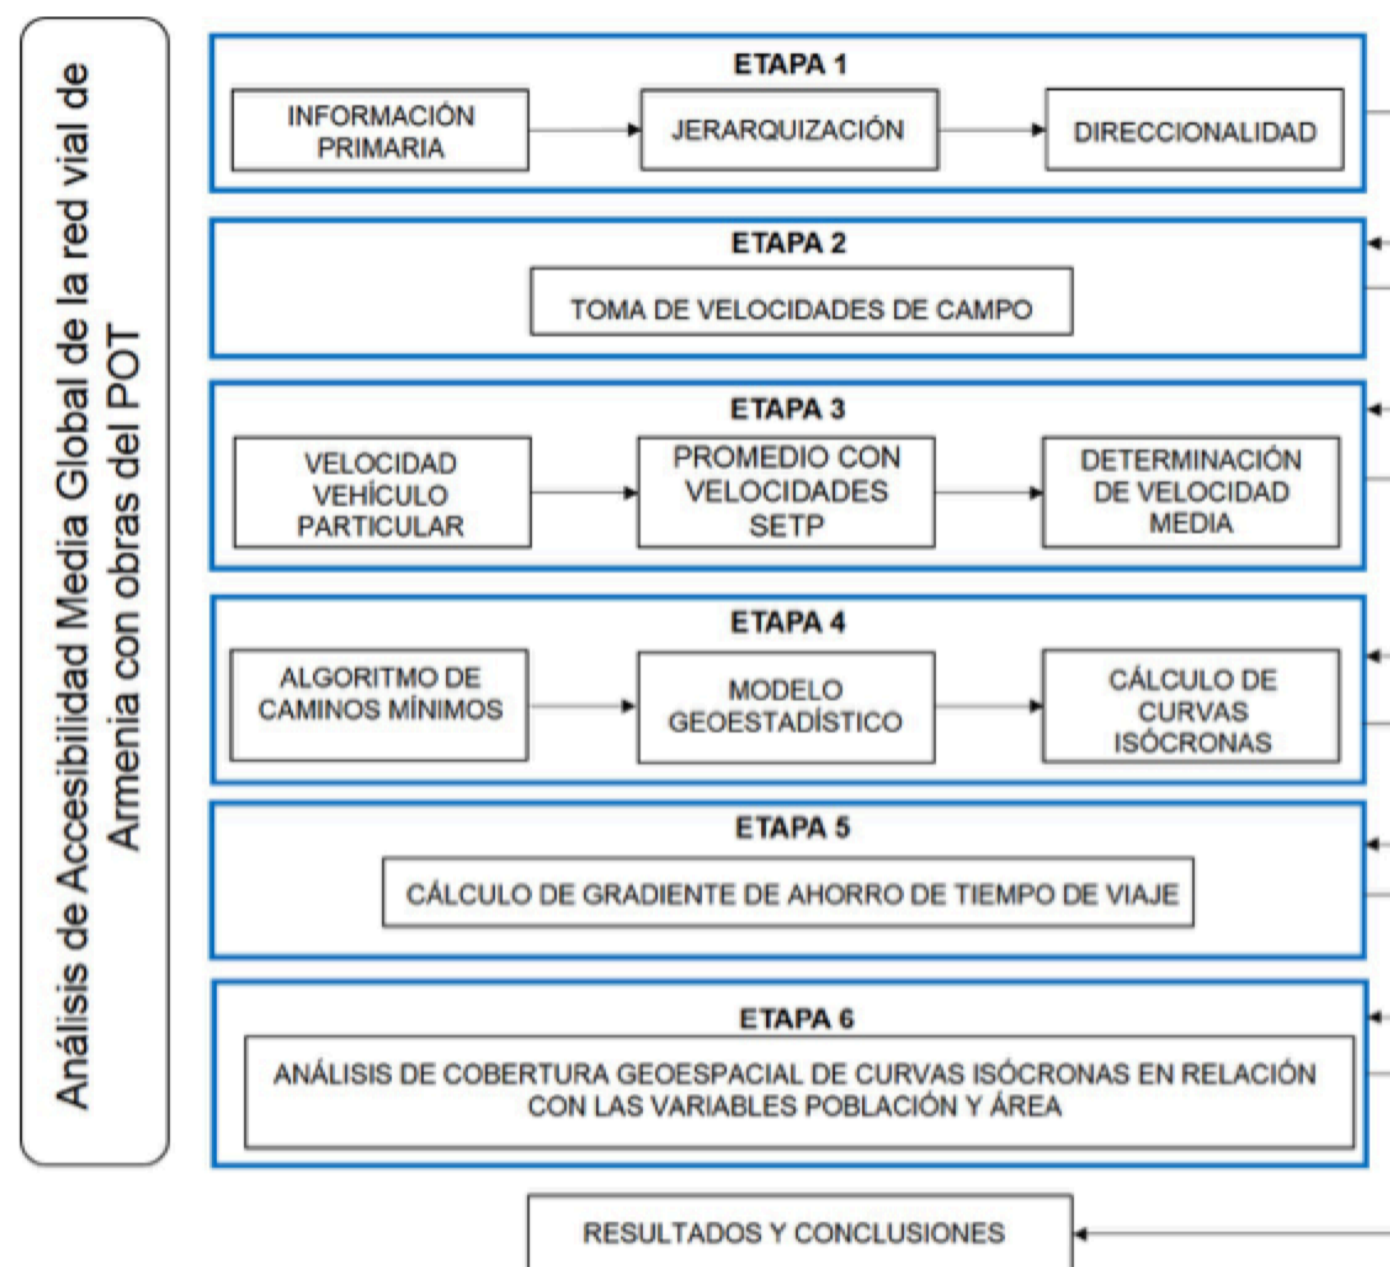 Análisis de Accesibilidad Media Global de la red vial de
Armenia con obras del POT
ETAPA 1
INFORMACIÓN
PRIMARIA
JERARQUIZACIÓN
DIRECCIONALIDAD
ETAPA 2
TOMA DE VELOCIDADES DE CAMPO
ETAPA 3
VELOCIDAD
VEHÍCULO
PARTICULAR
PROMEDIO CON
VELOCIDADES
SETP
DETERMINACIÓN
DE VELOCIDAD
MEDIA
ETAPA 4
ALGORITMO DE
CAMINOS MÍNIMOS
MODELO
GEOESTADÍSTICO
CÁLCULO DE
CURVAS
ISÓCRONAS
ETAPA 5
CÁLCULO DE GRADIENTE DE AHORRO DE TIEMPO DE VIAJE
ETAPA 6
ANÁLISIS DE COBERTURA GEOESPACIAL DE CURVAS ISÓCRONAS EN RELACIÓN
CON LAS VARIABLES POBLACIÓN Y ÁREA
RESULTADOS Y CONCLUSIONES